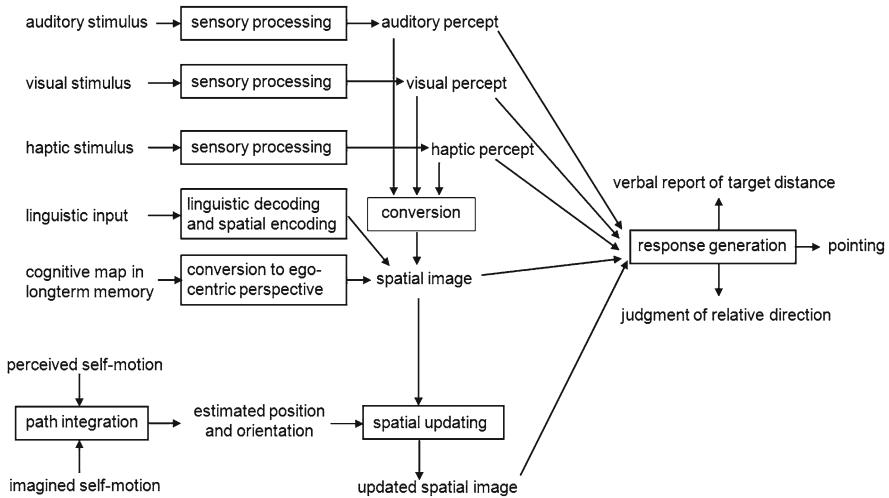 auditory stimulus
sensory processing
auditory percept
visual stimulus
sensory processing
visual percept
haptic stimulus
sensory processing
haptic percept
verbal report of target distance
linguistic input
linguistic decoding
and spatial encoding
conversion
response generation
pointing
cognitive map in
longterm memory
conversion to ego-
centric perspective
spatial image
judgment of relative direction
perceived self-motion
path integration
estimated position
and orientation
spatial updating
imagined self-motion
updated spatial image